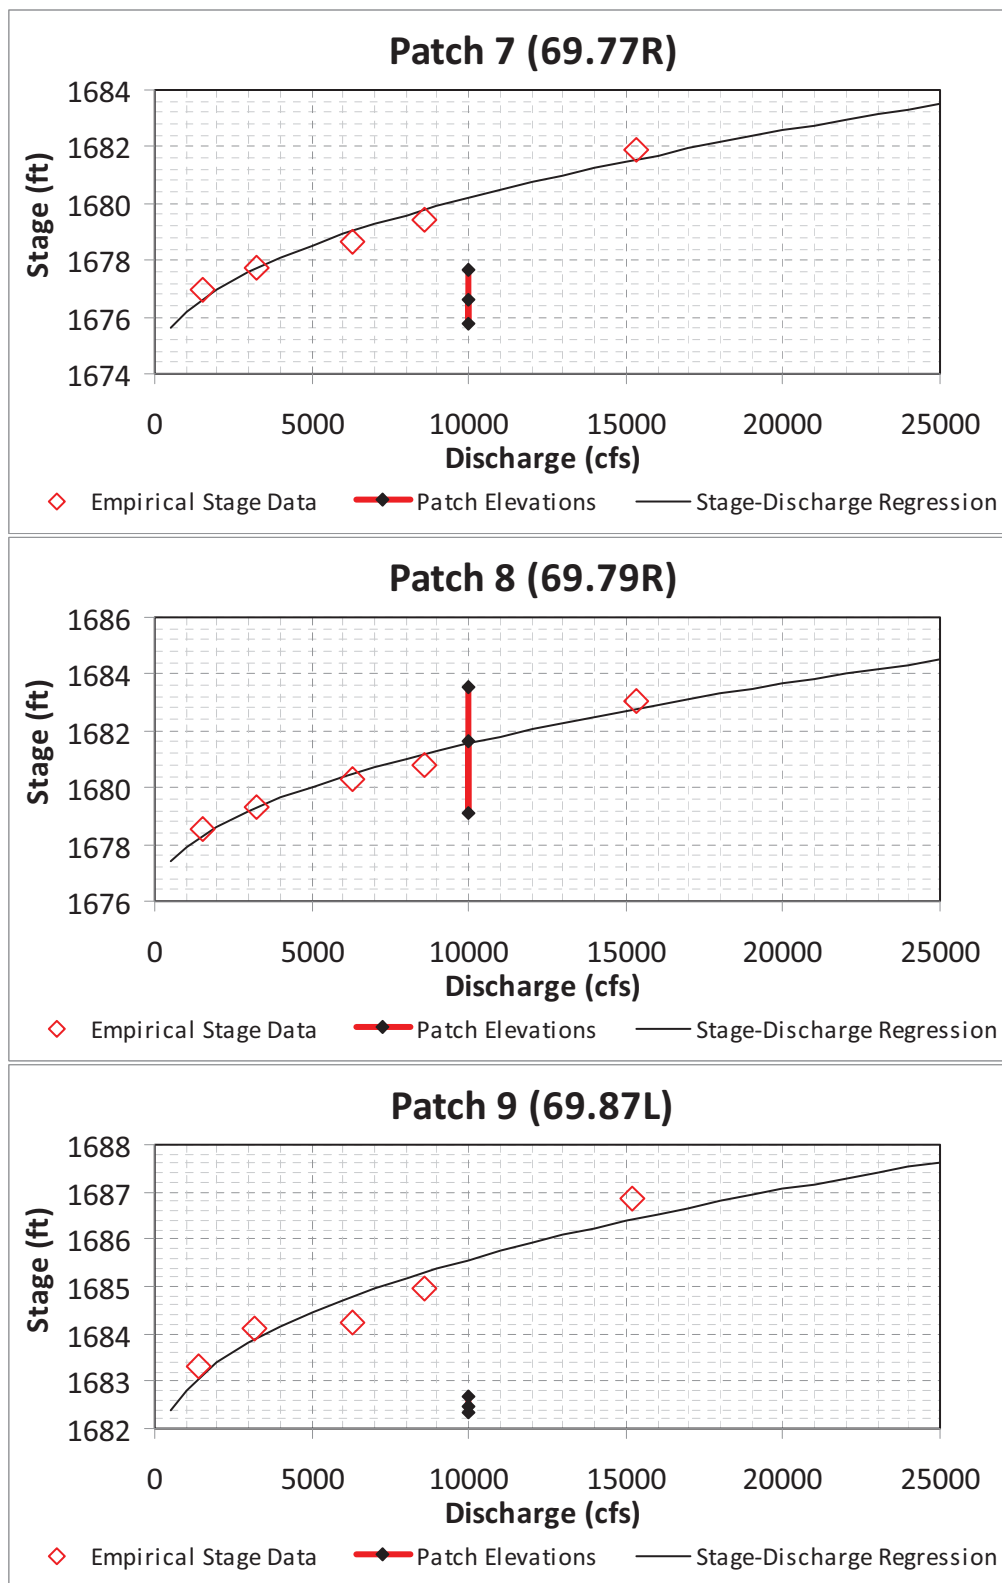 Patch 7 (69.77R)
Stage (ft)
1684
1682
1680
1678
1676
1674
0 5000 10000 15000 20000 25000
Discharge (cfs)
Empirical Stage Data Patch Elevations Stage-Discharge Regression
Patch 8 (69.79R)
Stage (ft)
1686
1684
1682
1680
1678
1676
0 5000 10000 15000 20000 25000
Discharge (cfs)
Empirical Stage Data Patch Elevations Stage-Discharge Regression
Patch 9 (69.87L)
Stage (ft)
1688
1687
1686
1685
1684
1683
1682
0 5000 10000 15000 20000 25000
Discharge (cfs)
Empirical Stage Data Patch Elevations Stage-Discharge Regression